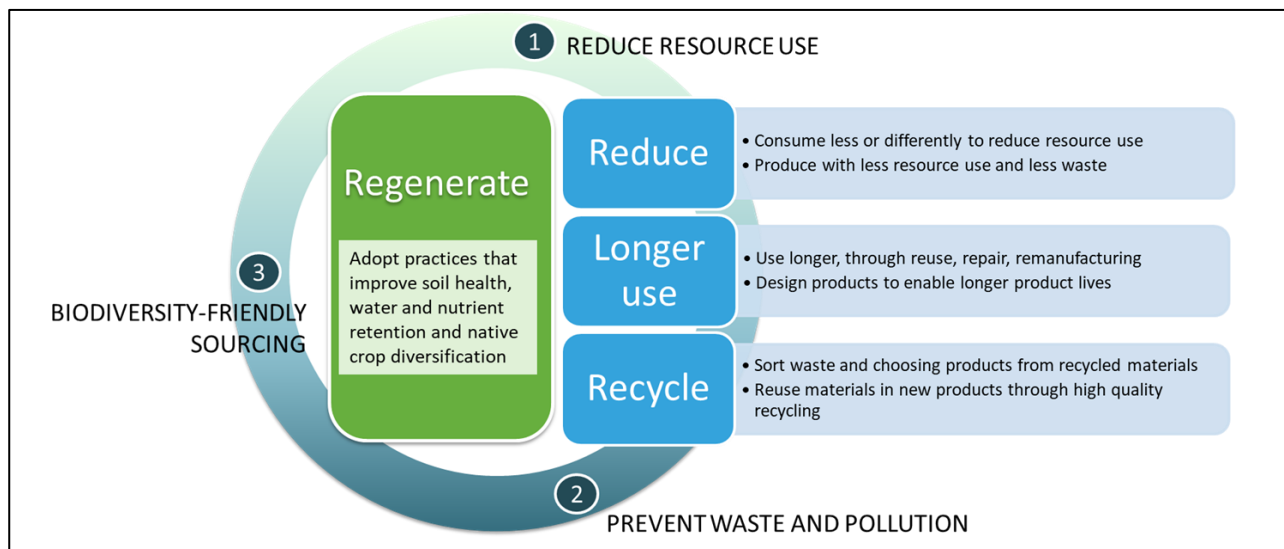 1 REDUCE RESOURCE USE
Regenerate
Adopt practices that
improve soil health,
water and nutrient
retention and native
crop diversification
Reduce
• Consume less or differently to reduce resource use
• Produce with less resource use and less waste
Longer
use
• Use longer, through reuse, repair, remanufacturing
• Design products to enable longer product lives
Recycle
• Sort waste and choosing products from recycled materials
• Reuse materials in new products through high quality
recycling
2
PREVENT WASTE AND POLLUTION
3
BIODIVERSITY-FRIENDLY
SOURCING